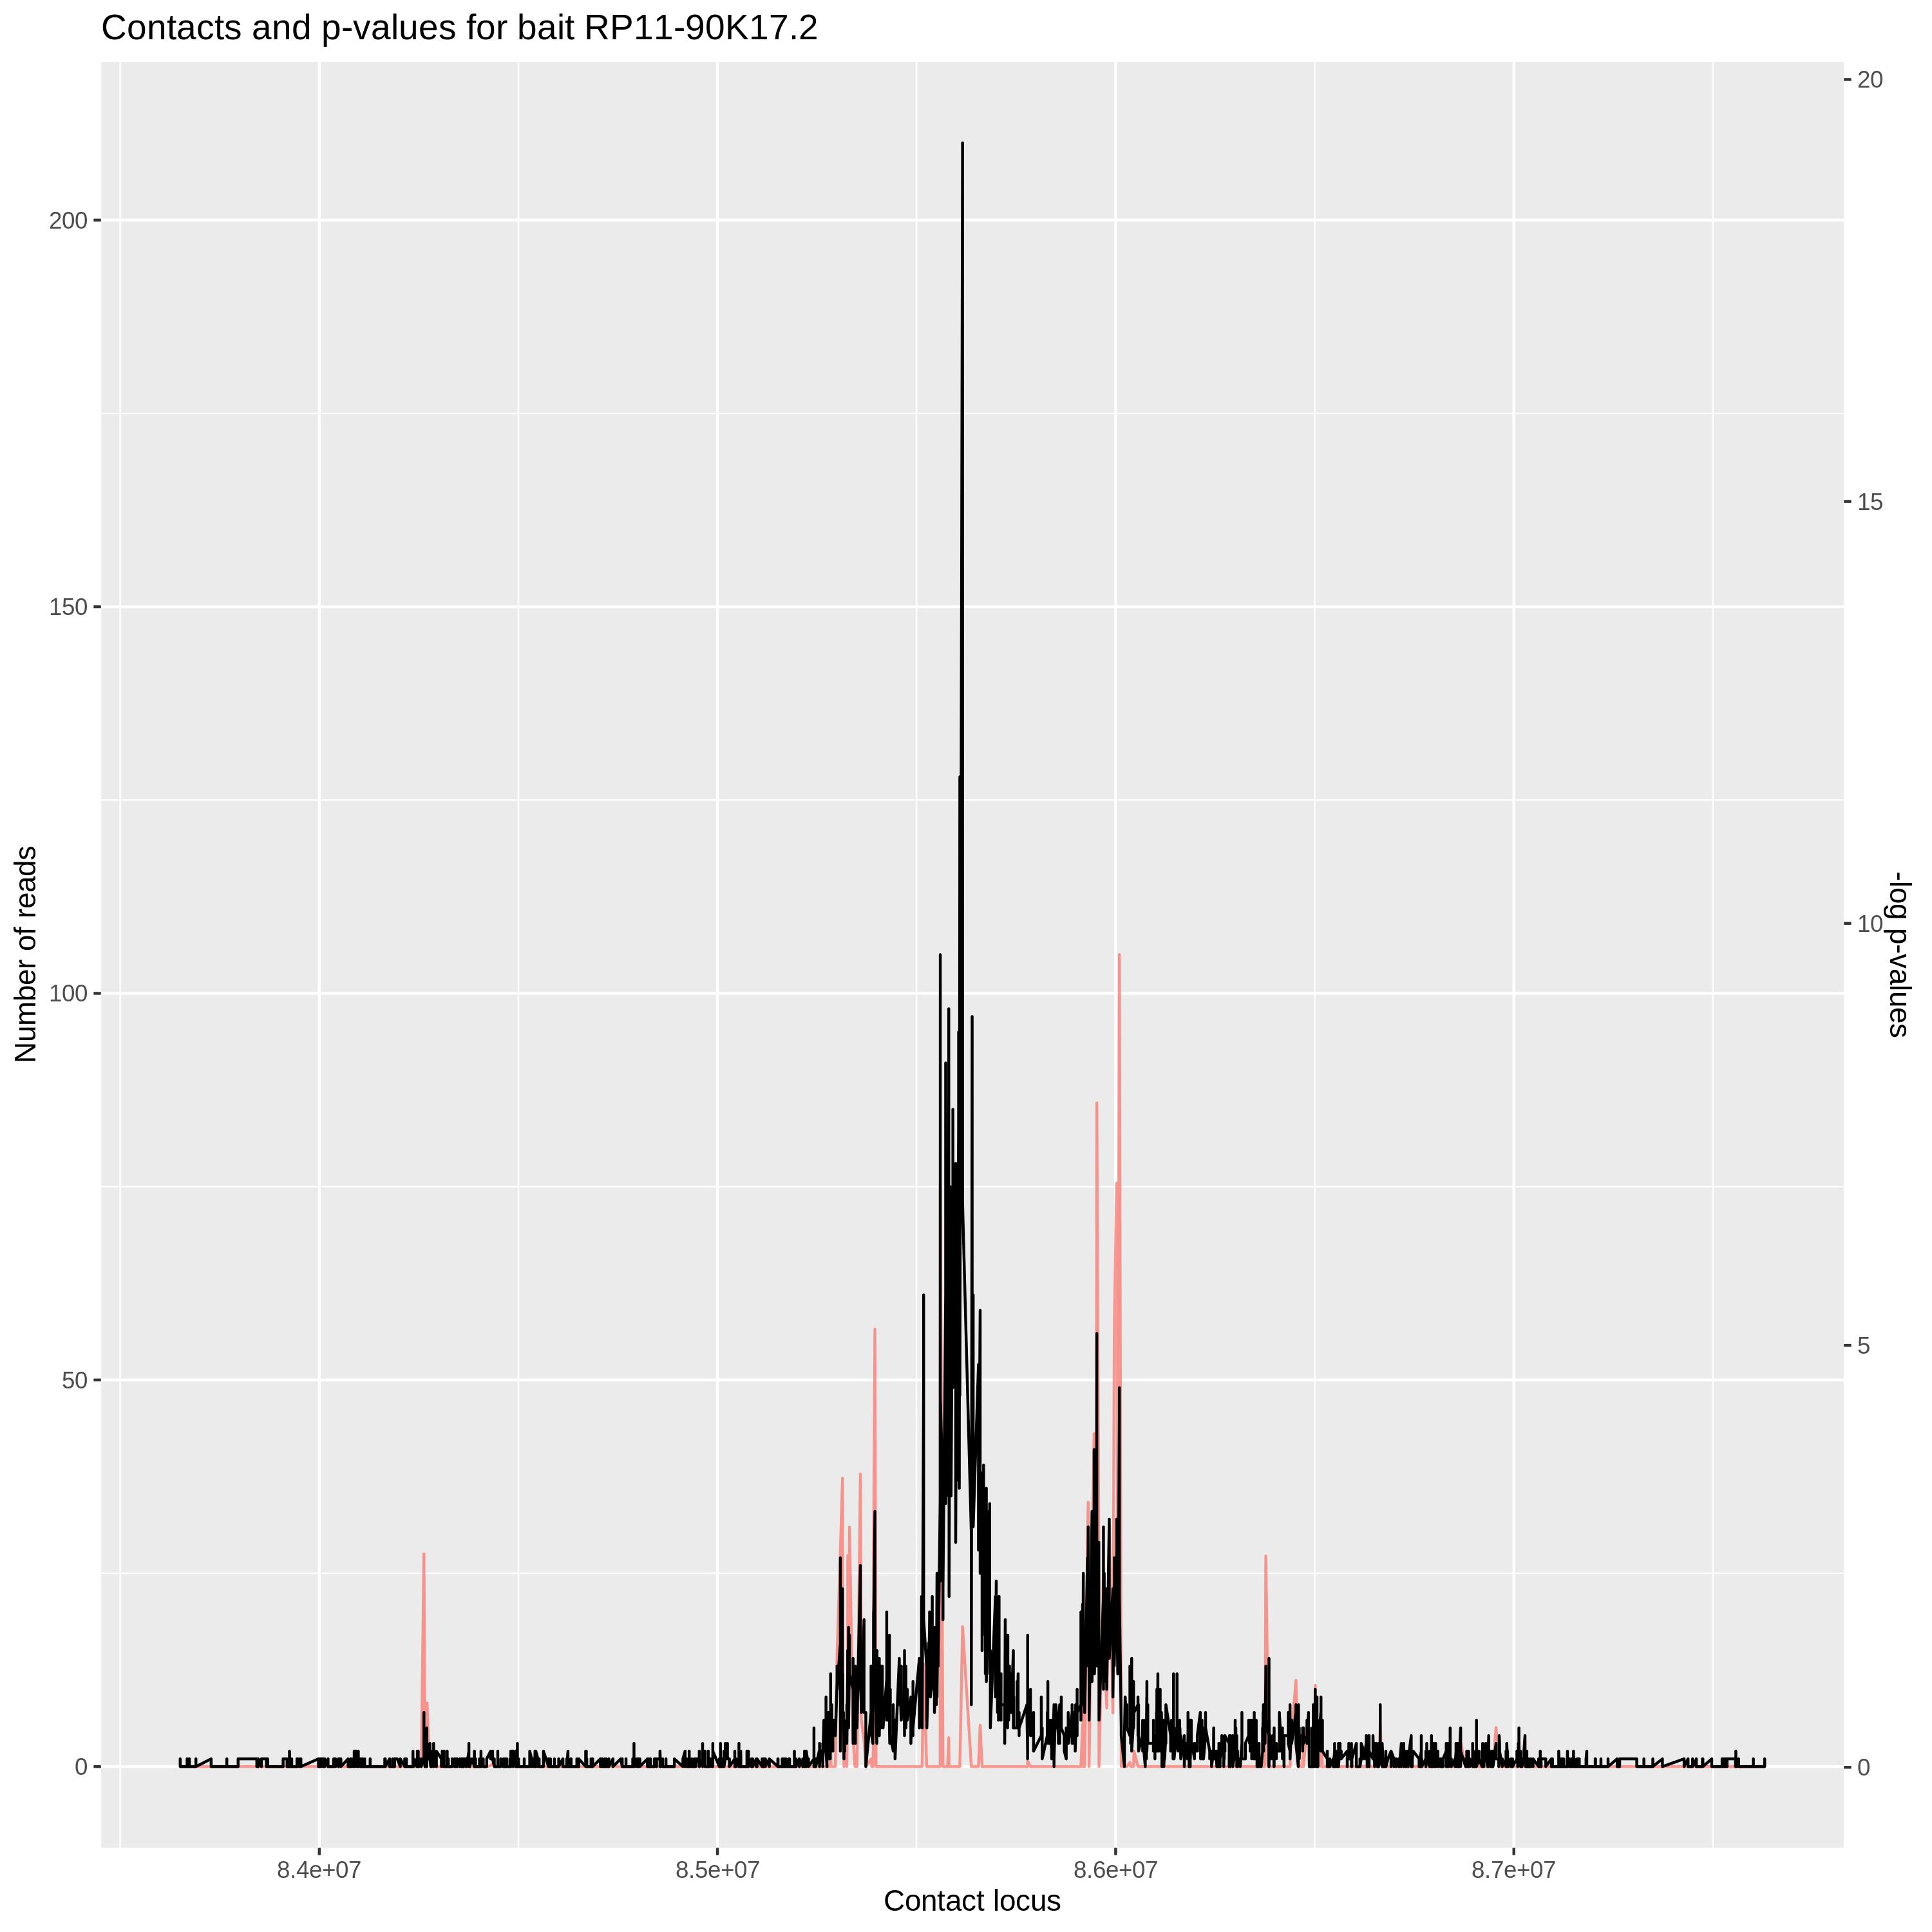 Contacts and p-values for bait RP11-90K17.2
Number of reads
200
150
100
50
0
20
15
10
5
0
-log p-values
8.4e+07 8.5e+07 8.6e+07 8.7e+07
Contact locus